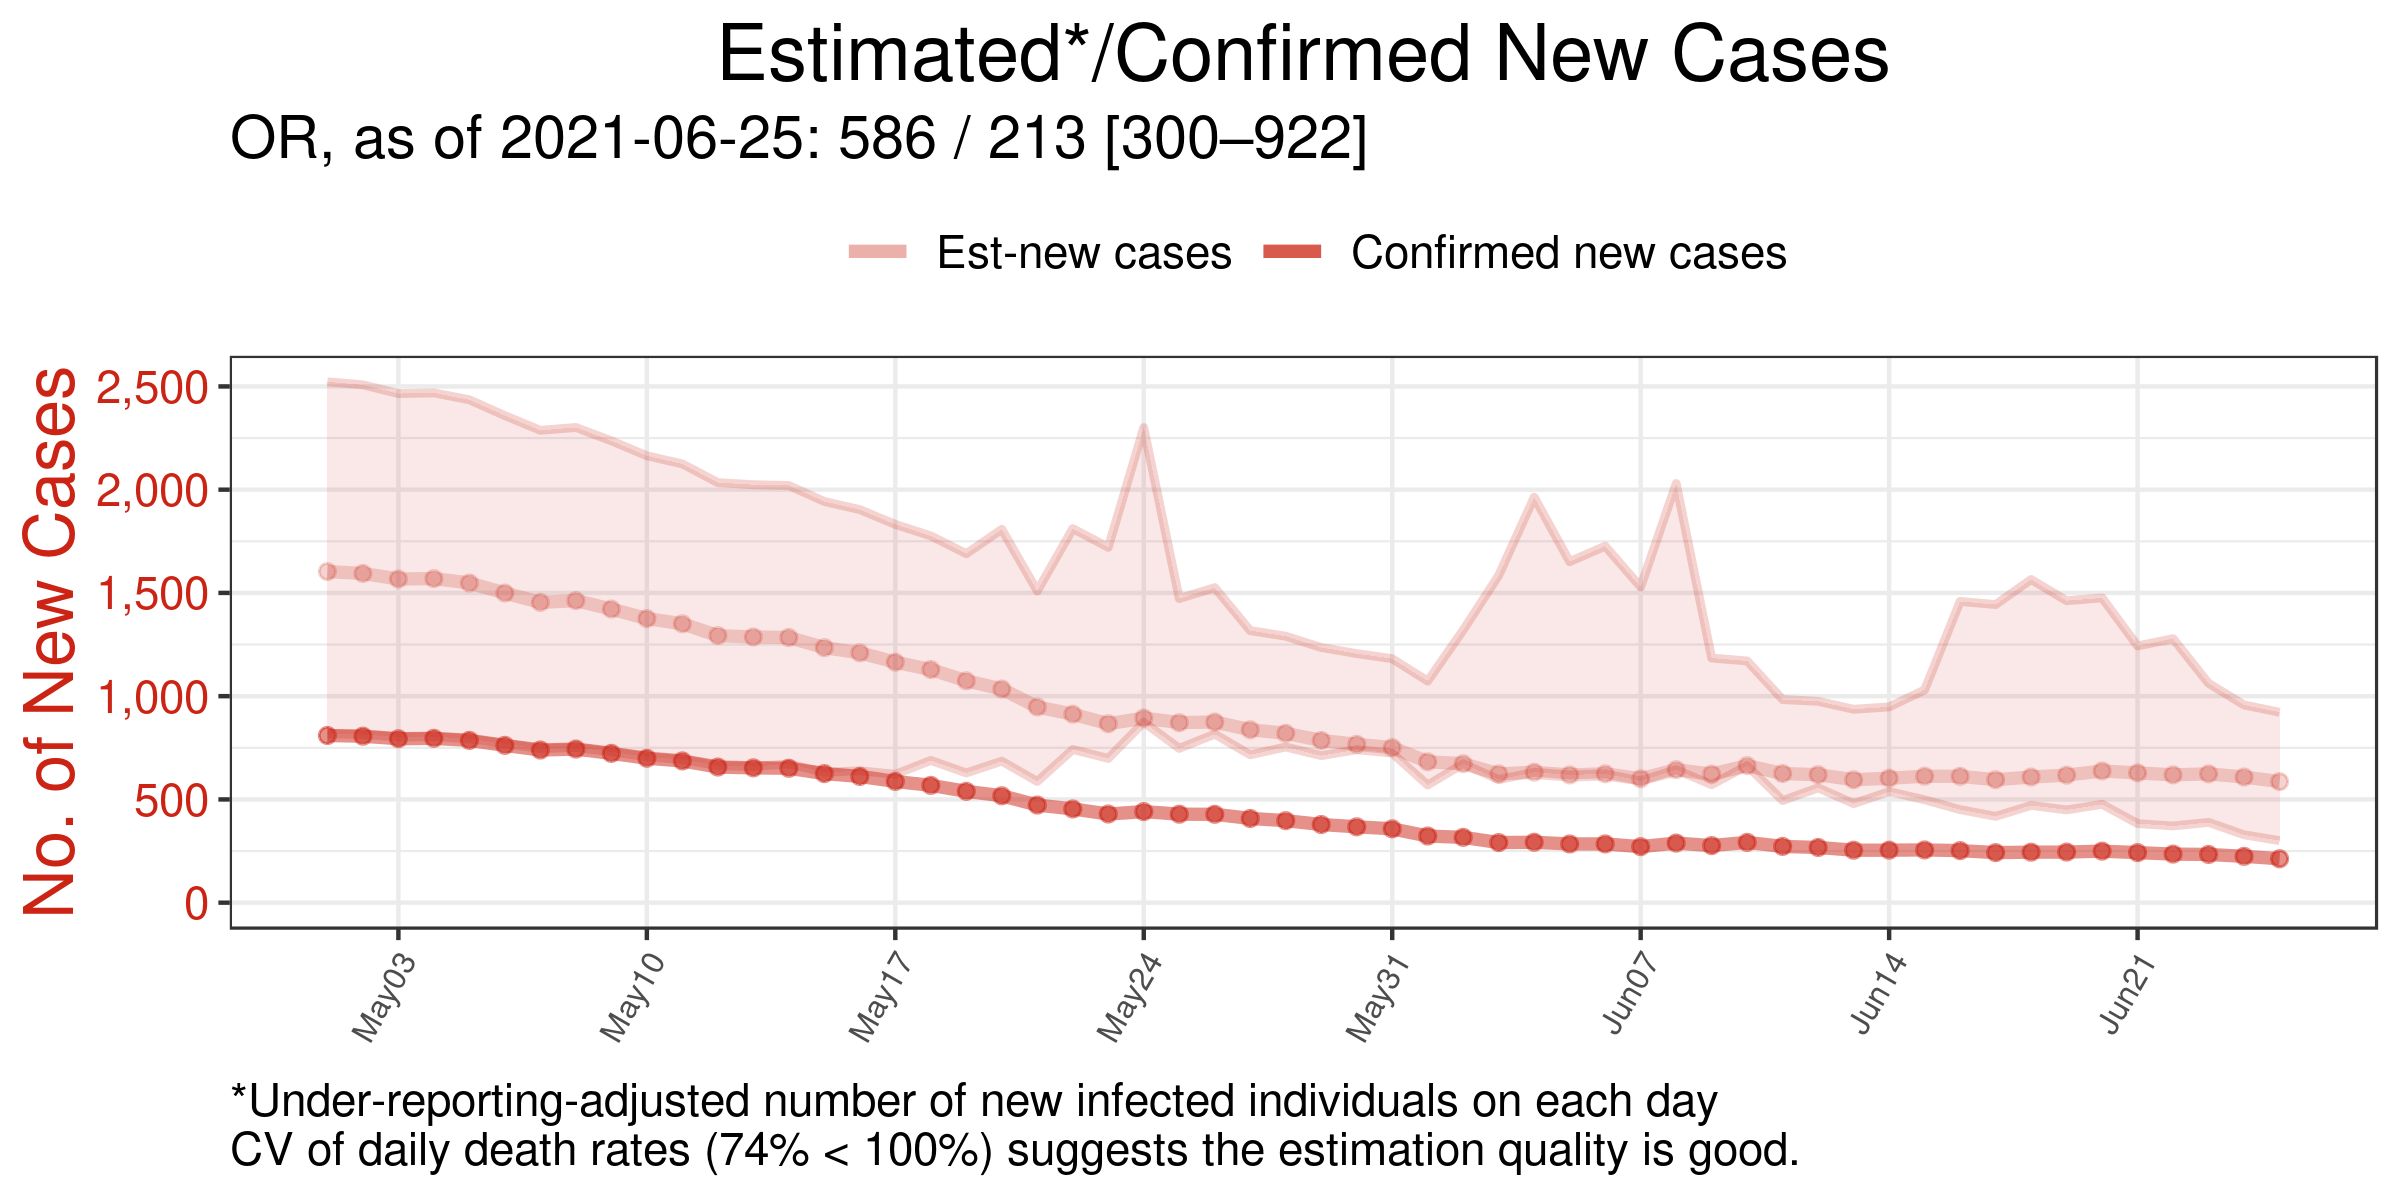 Estimated*/Confirmed New Cases
OR, as of 2021-06-25: 586 / 213 [300–922]
Est-new cases Confirmed new cases
No. of New Cases
2,500
2,000
1,500
1,000
500
0
May03 May10 May17 May24 May31 Jun07 Jun14 Jun21
*Under-reporting-adjusted number of new infected individuals on each day
CV of daily death rates (74% < 100%) suggests the estimation quality is good.